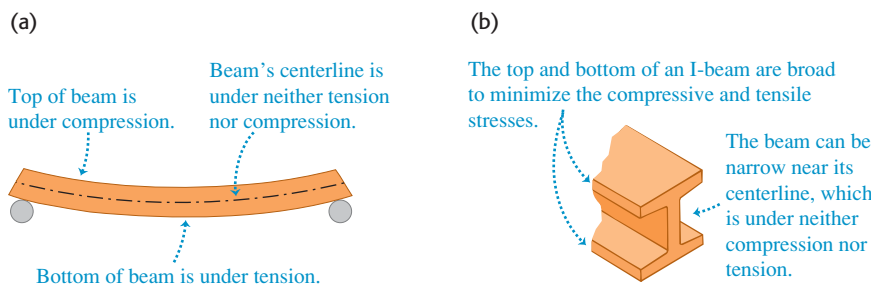 (a)
Top of beam is
under compression.
Beam's centerline is
under neither tension
nor compression.
Bottom of beam is under tension.
(b)
The top and bottom of an I-beam are broad
to minimize the compressive and tensile
stresses.
The beam can be
narrow near its
centerline, which
is under neither
compression nor
tension.